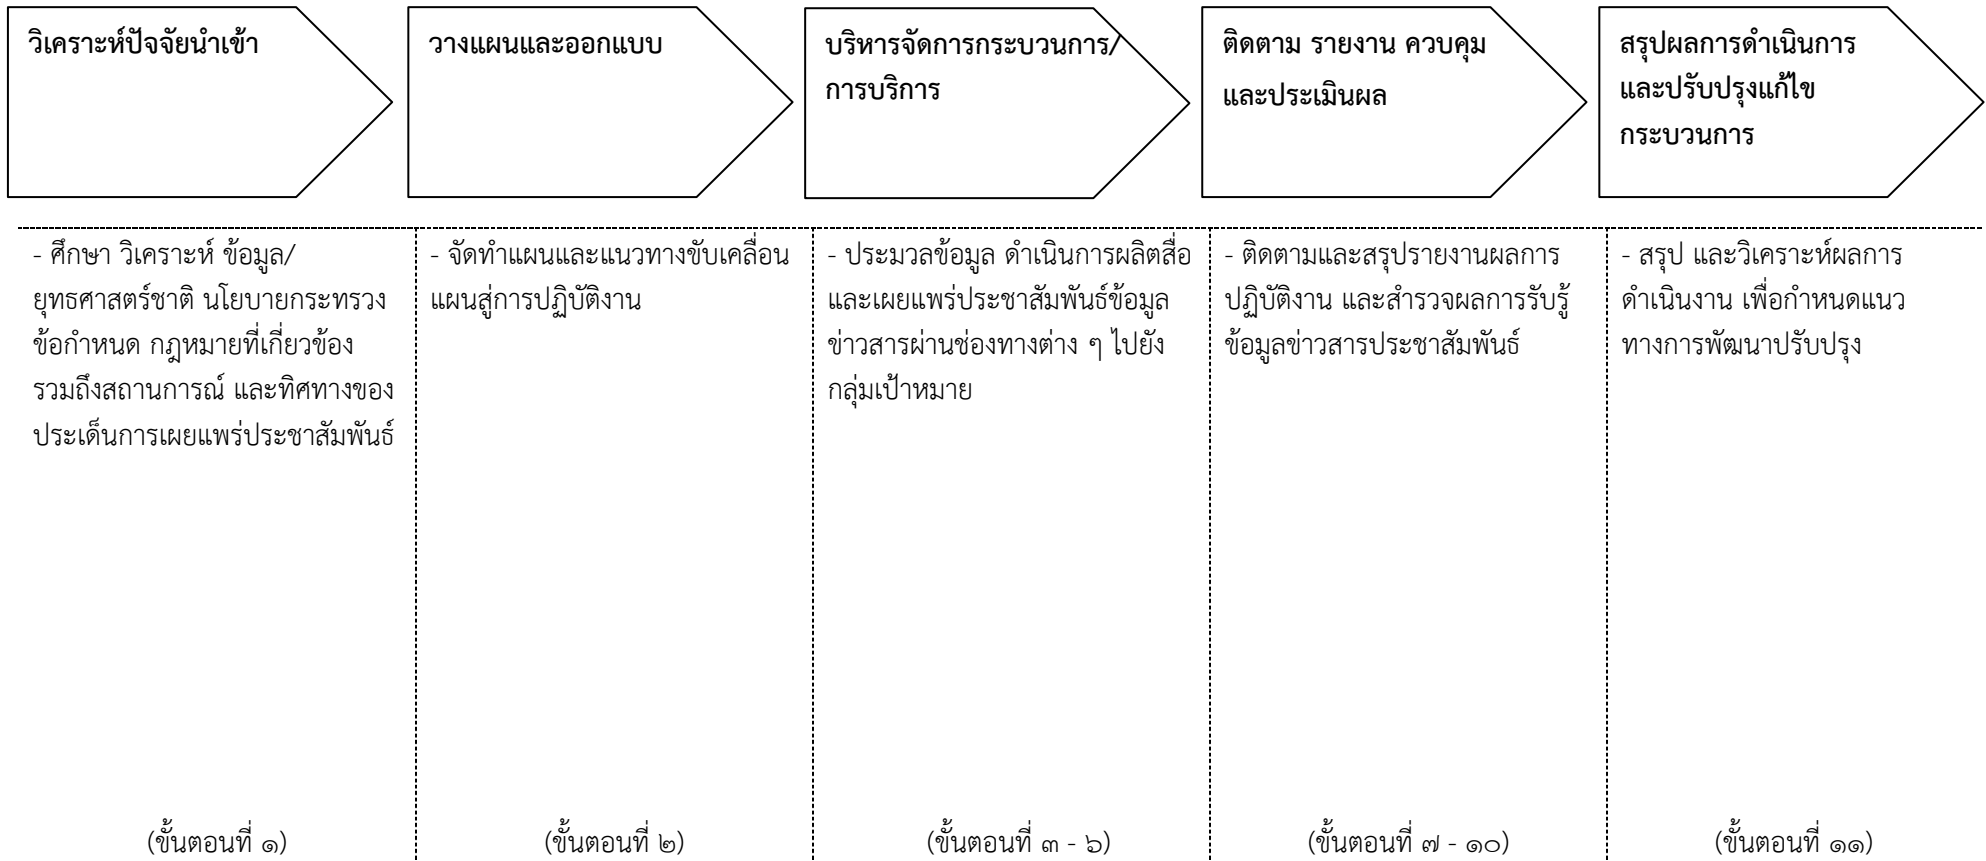 วิเคราะห์ปัจจัยนำเข้า
วางแผนและออกแบบ
บริหารจัดการกระบวนการ/
การบริการ
ติดตาม รายงาน ควบคุม
และประเมินผล
สรุปผลการดำเนินการ
และปรับปรุงแก้ไข
กระบวนการ
- ศึกษา วิเคราะห์ ข้อมูล/
ยุทธศาสตร์ชาติ นโยบายกระทรวง
ข้อกำหนด กฎหมายที่เกี่ยวข้อง
รวมถึงสถานการณ์ และทิศทางของ
ประเด็นการเผยแพร่ประชาสัมพันธ์
(ขั้นตอนที่ ๑)
- จัดทำแผนและแนวทางขับเคลื่อน
แผนสู่การปฏิบัติงาน
(ขั้นตอนที่ ๒)
- ประมวลข้อมูล ดำเนินการผลิตสื่อ
และเผยแพร่ประชาสัมพันธ์ข้อมูล
ข่าวสารผ่านช่องทางต่าง ๆ ไปยัง
กลุ่มเป้าหมาย
(ขั้นตอนที่ ๓ - ๖)
- ติดตามและสรุปรายงานผลการ
ปฏิบัติงาน และสำรวจผลการรับรู้
ข้อมูลข่าวสารประชาสัมพันธ์
(ขั้นตอนที่ ๗ - ๑๐)
- สรุป และวิเคราะห์ผลการ
ดำเนินงาน เพื่อกำหนดแนว
ทางการพัฒนาปรับปรุง
(ขั้นตอนที่ ๑๑)